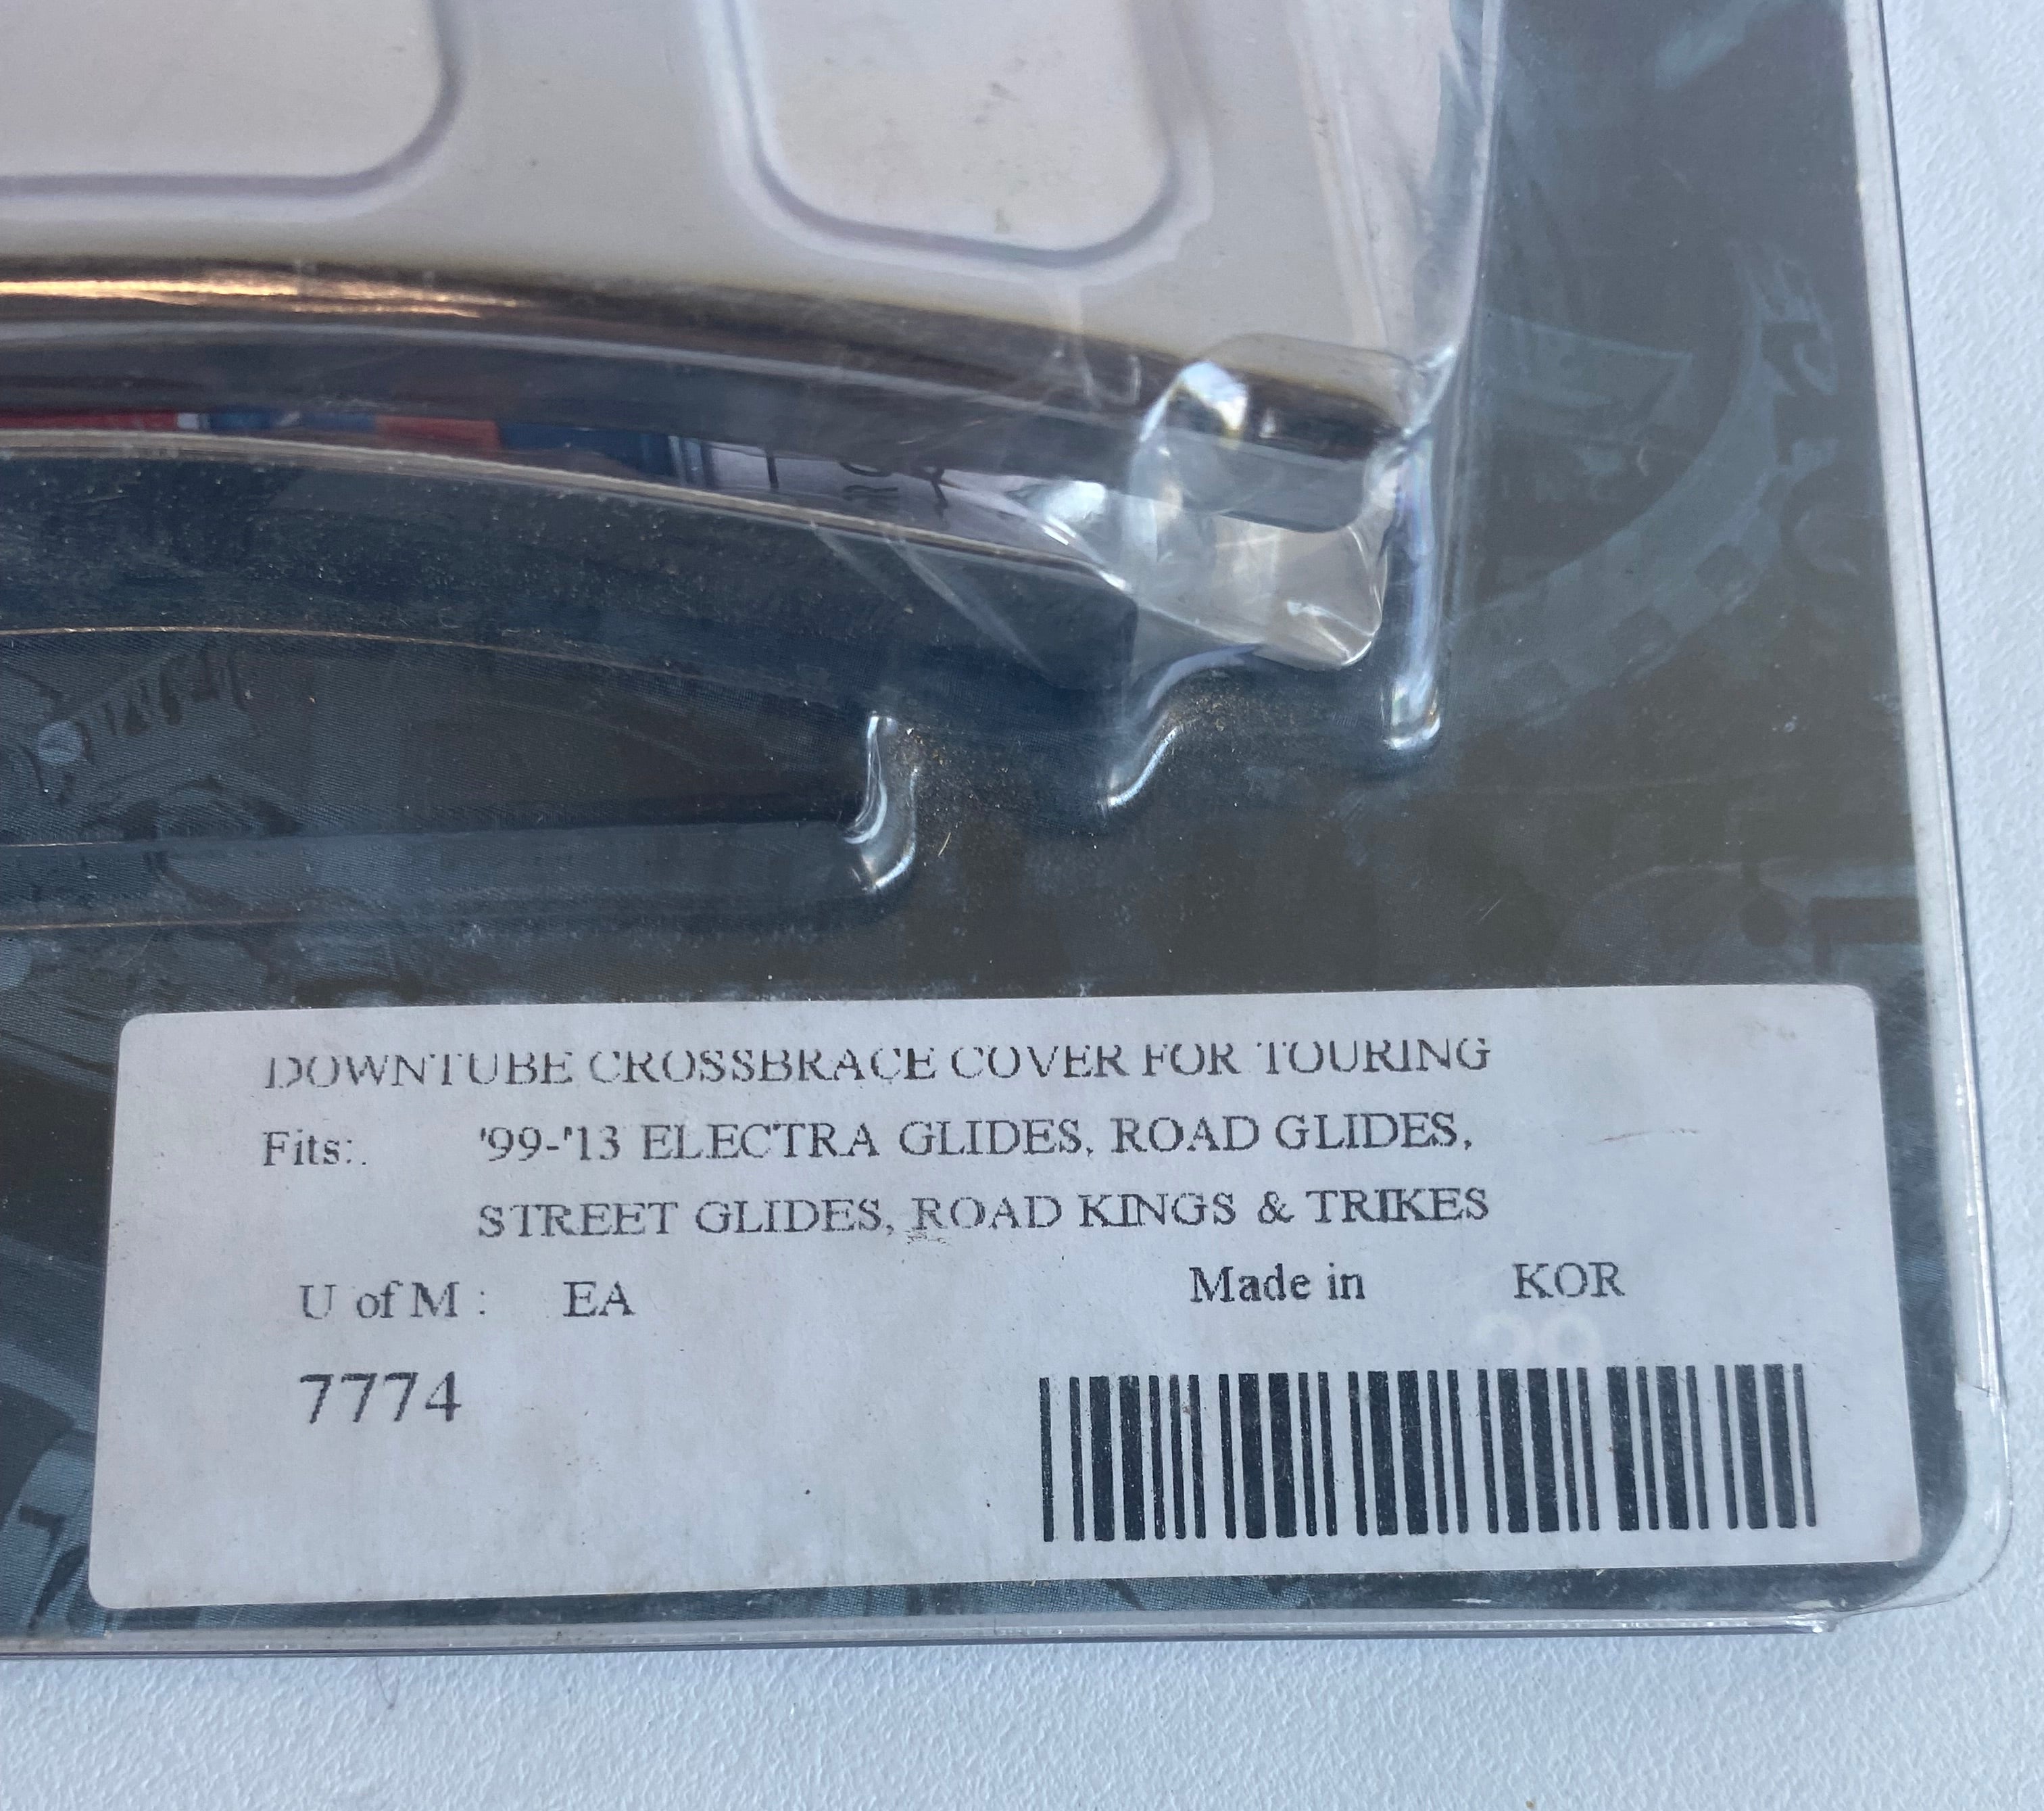 DOWNTUBE CROSSBRACE COVER FOR TOURING
Fits:. '99-'13 ELECTRA GLIDES, ROAD GLIDES,
STREET GLIDES, ROAD KINGS & TRIKES
U of M : EA Made in KOR
7774